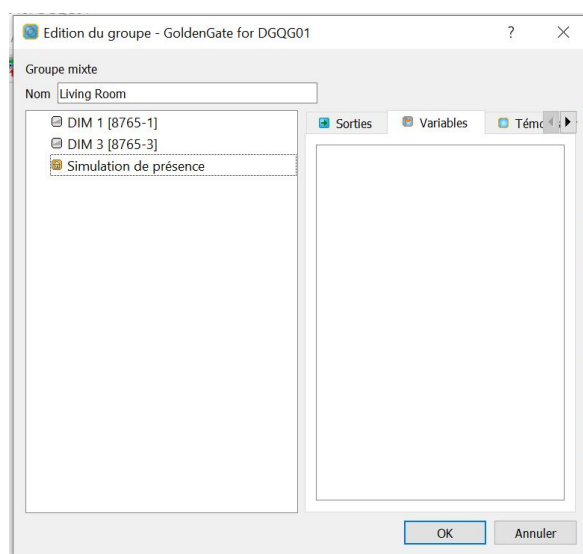 Edition du groupe - GoldenGate for DGQG01
Groupe mixte
Nom Living Room
DIM 1 [8765-1]
DIM 3 [8765-3]
Simulation de présence
Sorties Variables
OK Annuler